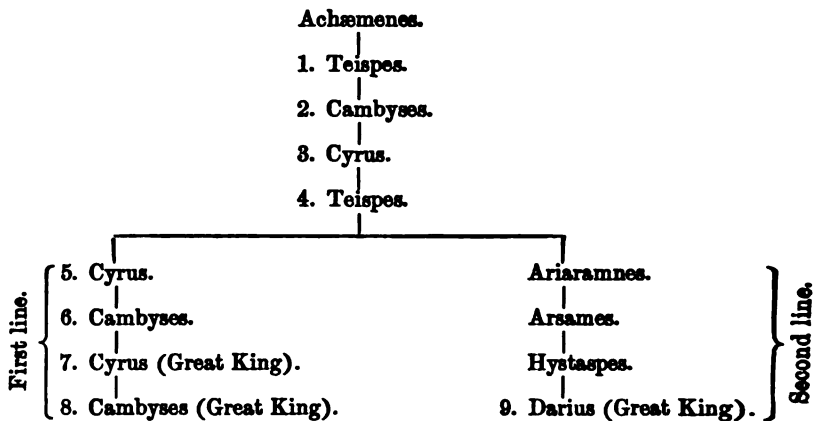 Achæmenes.
1. Teispes.
2. Cambyses.
3. Cyrus.
4. Teispes.
First line.
5. Cyrus.
6. Cambyses.
7. Cyrus (Great King).
8. Cambyses (Great King).
Ariaramnes.
Arsames.
Hystaspes.
9. Darius (Great King).
Second line.